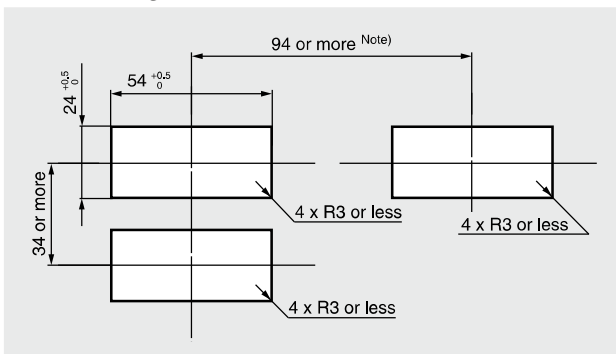 94 or more Note)
54 +0.5 0
24 +0.5 0
34 or more
4 x R3 or less
4 x R3 or less
4 x R3 or less